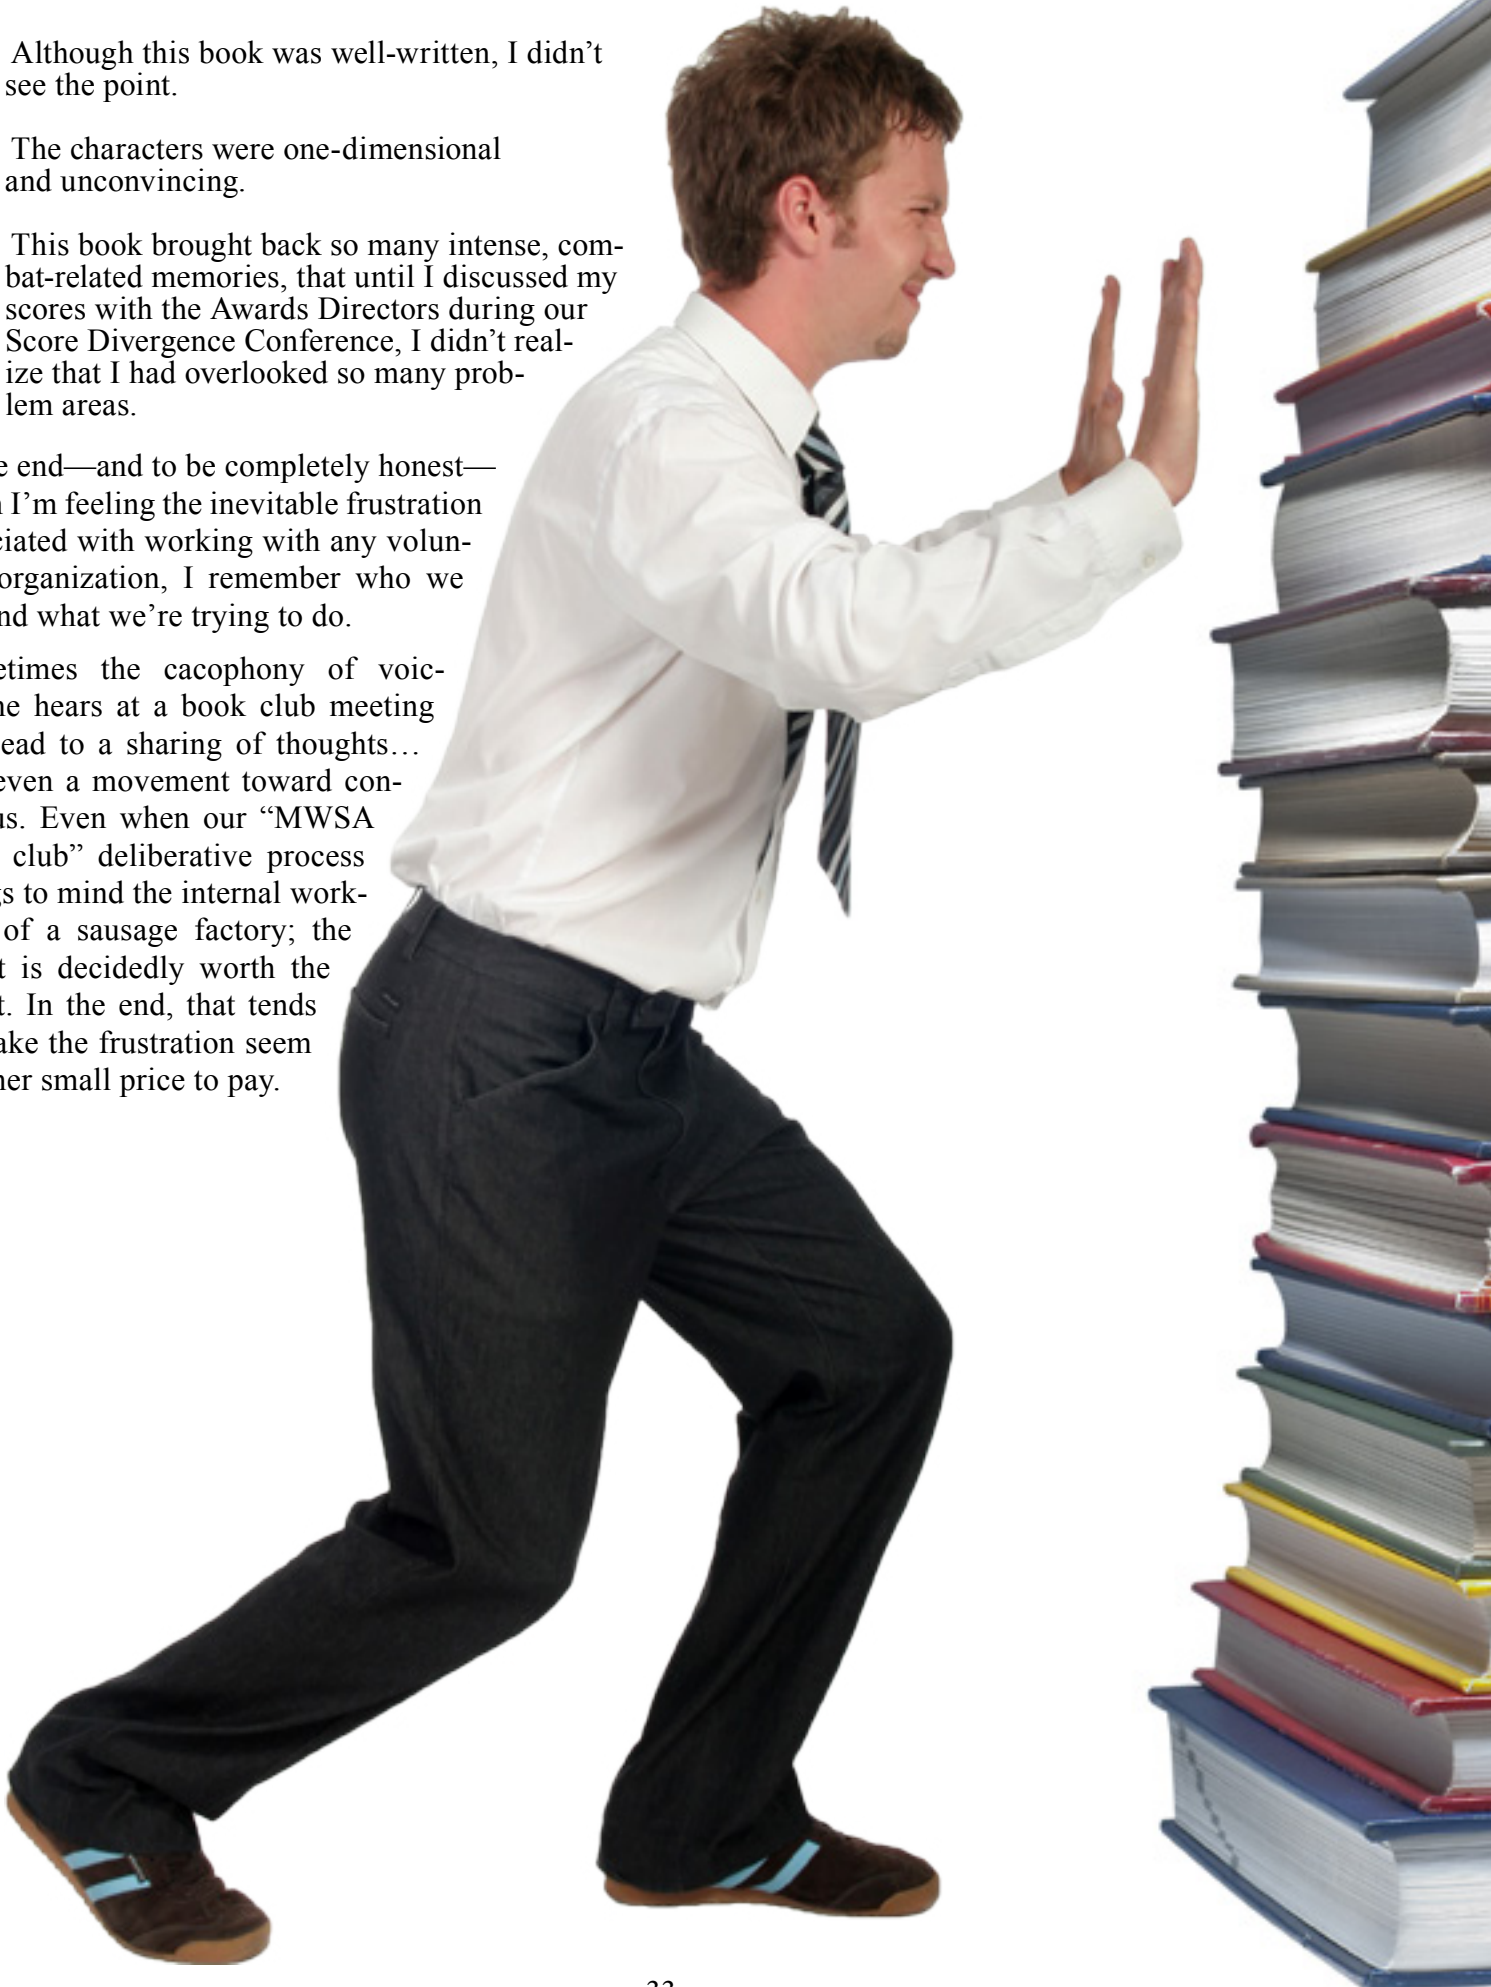 Although this book was well-written, I didn’t
see the point.
The characters were one-dimensional
and unconvincing.
This book brought back so many intense, com-
bat-related memories, that until I discussed my
scores with the Awards Directors during our
Score Divergence Conference, I didn’t real-
ize that I had overlooked so many prob-
lem areas.
e end—and to be completely honest—
I’m feeling the inevitable frustration
ciated with working with any volun-
organization, I remember who we
nd what we’re trying to do.
etimes the cacophony of voic-
ne hears at a book club meeting
ead to a sharing of thoughts…
even a movement toward con-
us. Even when our “MWSA
club” deliberative process
gs to mind the internal work-
of a sausage factory; the
t is decidedly worth the
t. In the end, that tends
ake the frustration seem
her small price to pay.